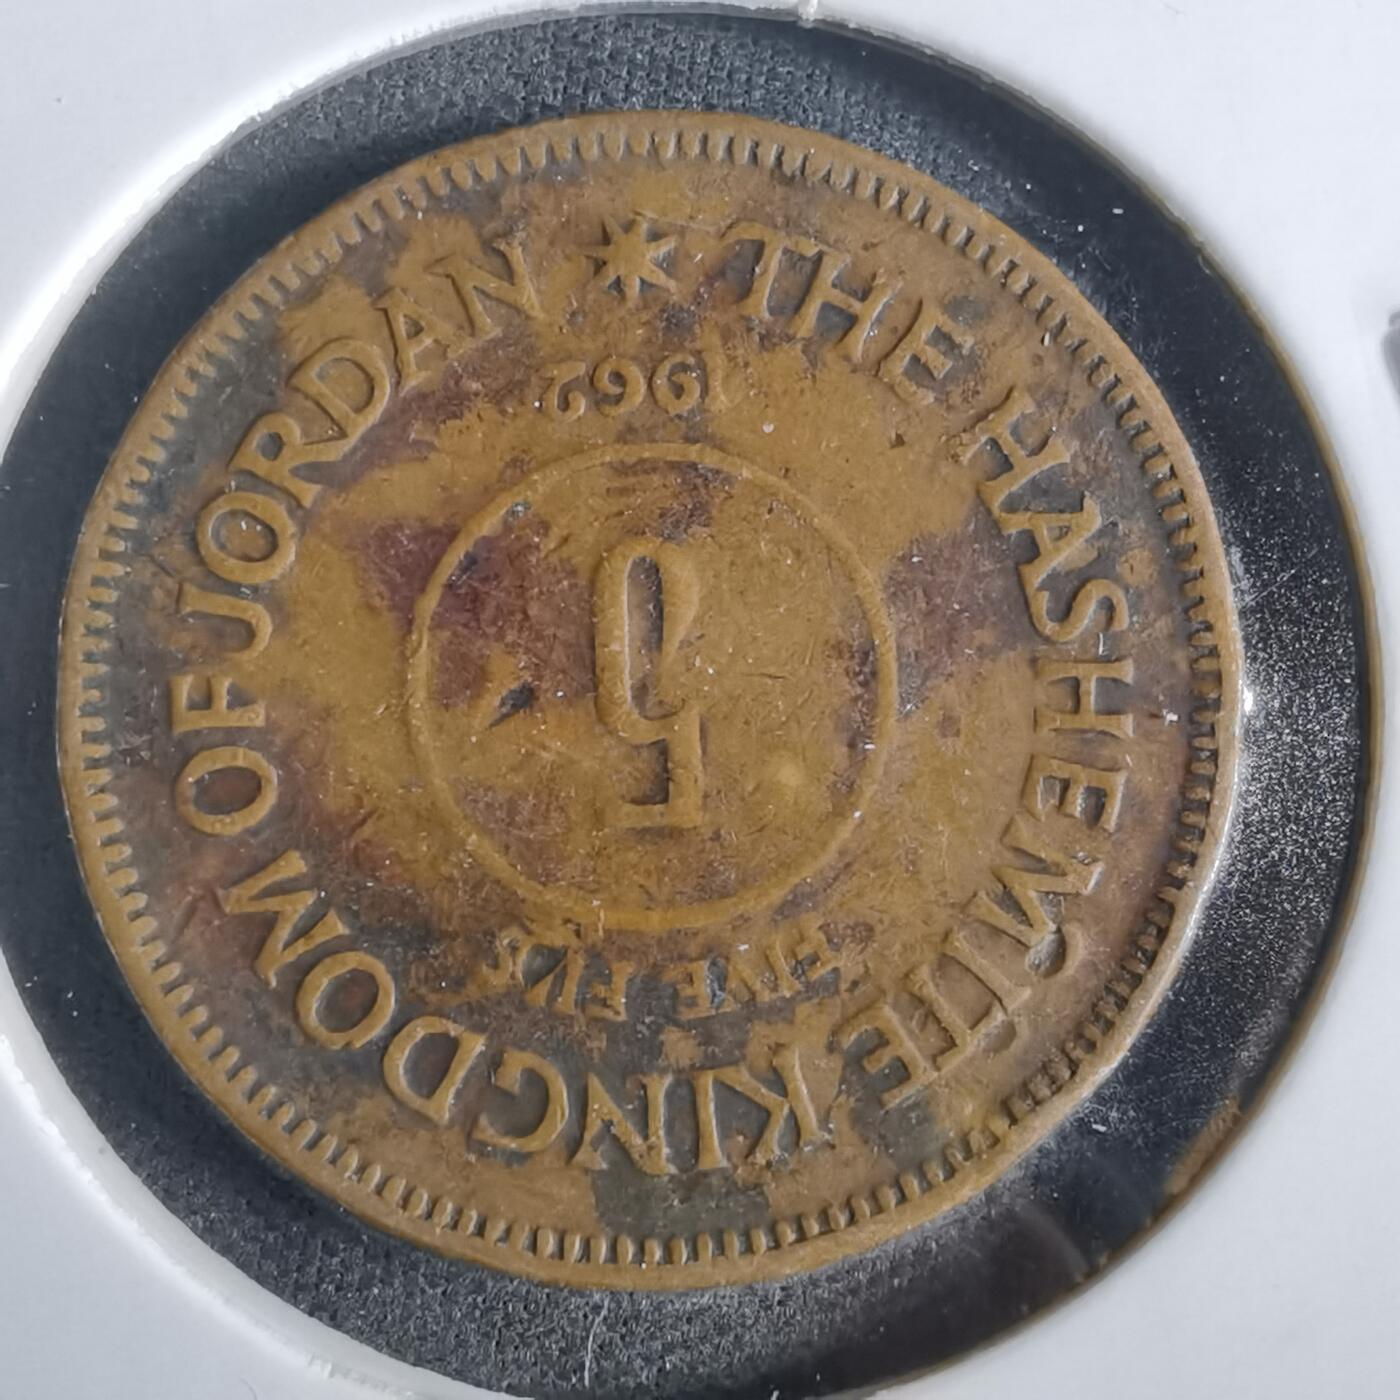 THE HASHEMITE KINGDOM OF JORDAN
FIVE FILS
5
1962